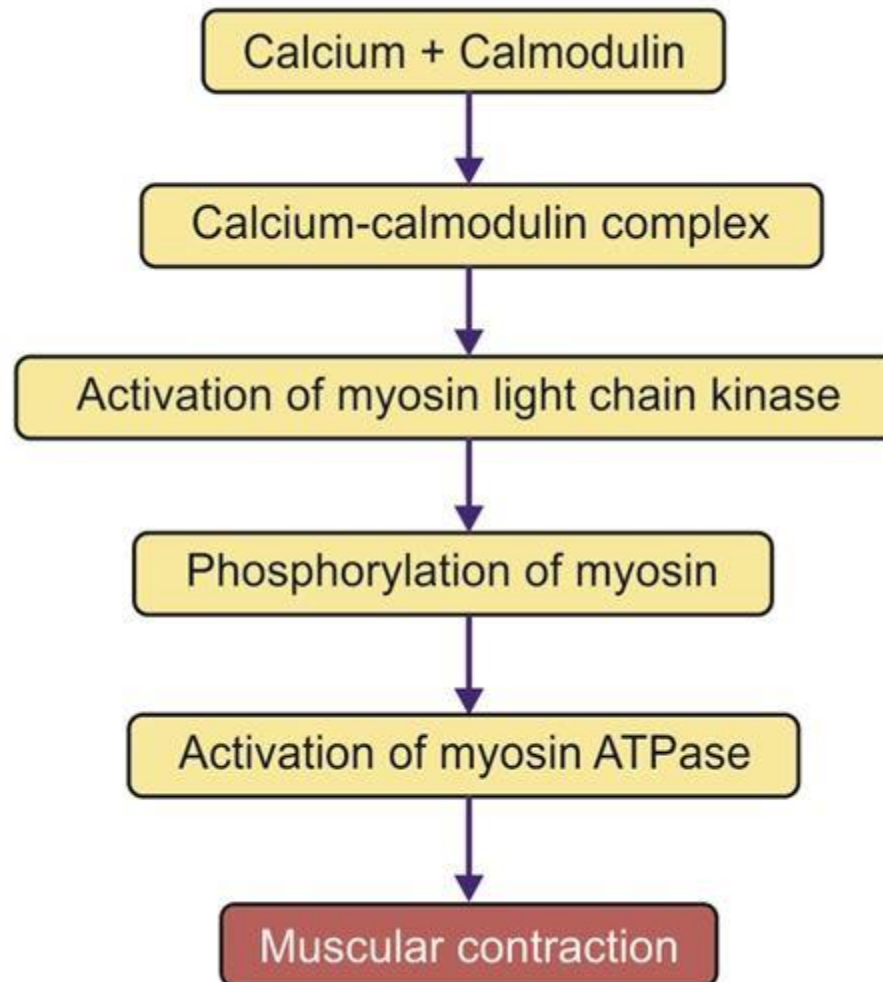 Calcium + Calmodulin
Calcium-calmodulin complex
Activation of myosin light chain kinase
Phosphorylation of myosin
Activation of myosin ATPase
Muscular contraction